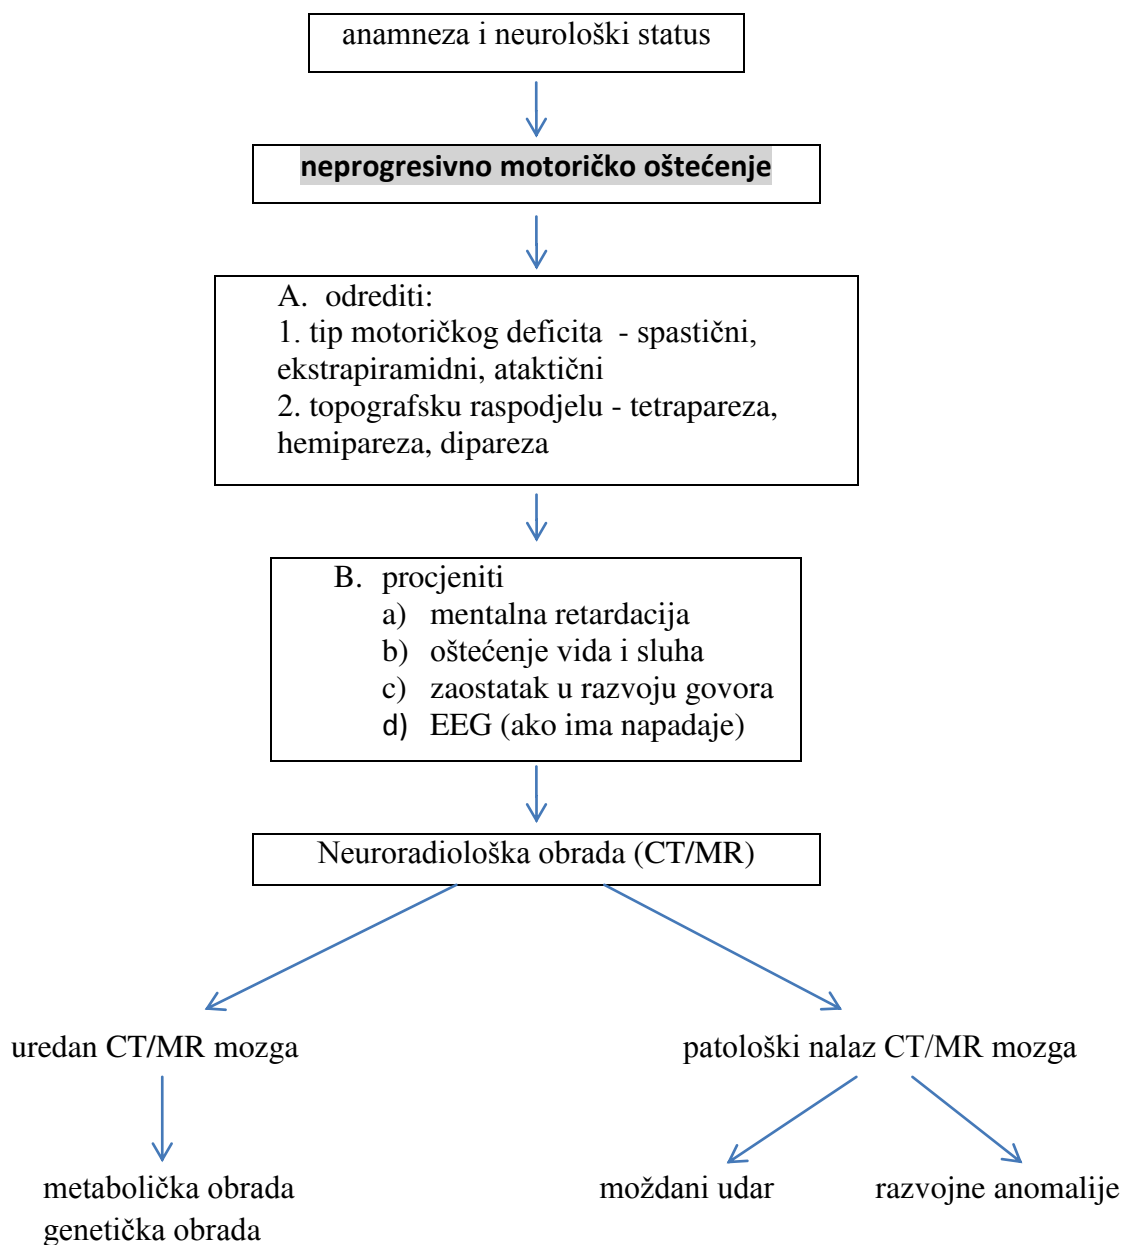 anamneza i neurološki status
neprogresivno motoričko oštećenje
A. odrediti:
1. tip motoričkog deficita - spastični,
ekstrapiramidni, ataktični
2. topografsku raspodjelu - tetrapareza,
hemipareza, dipareza
B. procjeniti
a) mentalna retardacija
b) oštećenje vida i sluha
c) zaostatak u razvoju govora
d) EEG (ako ima napadaje)
Neuroradiološka obrada (CT/MR)
uredan CT/MR mozga
patološki nalaz CT/MR mozga
metabolička obrada
genetička obrada
moždani udar
razvojne anomalije